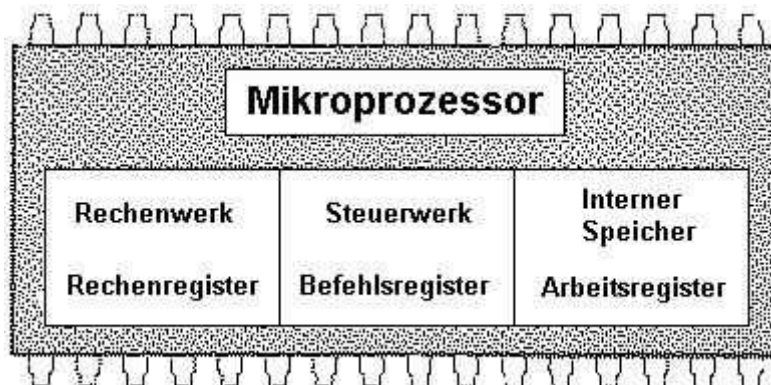 Mikroprozessor
Rechenwerk
Rechenregister
Steuerwerk
Befehlsregister
Interner
Speicher
Arbeitsregister